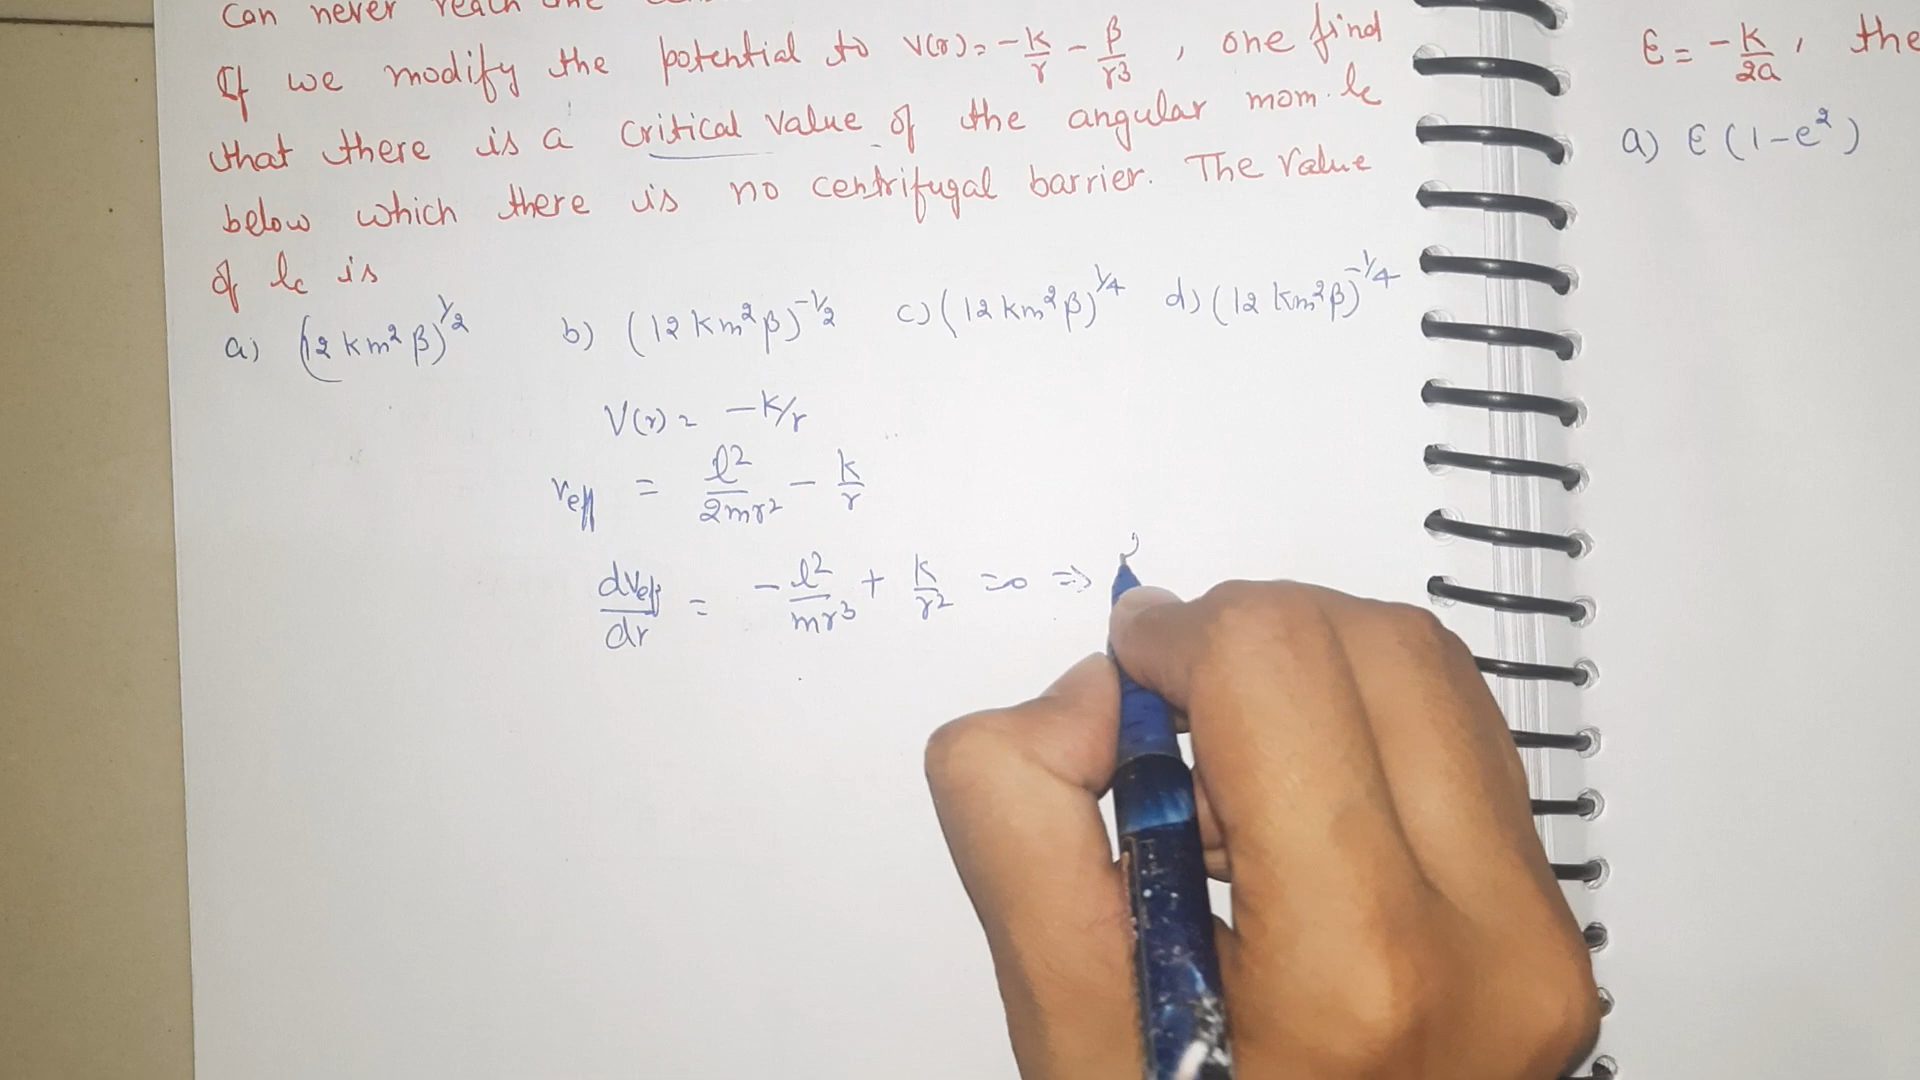 can never reach the
If we modify the potential to V(r) = -k/r - β/r3 , one find
that there is a critical value of the angular mom. lc
below which there is no centrifugal barrier. The value
of lc is
a) (12 km² β)^1/2 b) (12 km² β)^-1/2 c) (12 km² β)^1/4 d) (12 km² β)^-1/4
V(r) = -k/r
Veff = l²/2mr² - k/r
dVeff/dr = -l²/mr³ + k/r² =0 ⇒
E = -k/2a , the
a) E (1-e²)